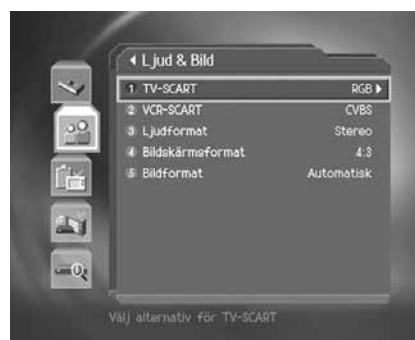 Ljud & Bild
1 TV-SCART RGB
2 VCR-SCART CVBS
3 Ljudformat Stereo
4 Bildskärmsformat 4:3
5 Bildformat Automatisk
Välj alternativ för TV-SCART